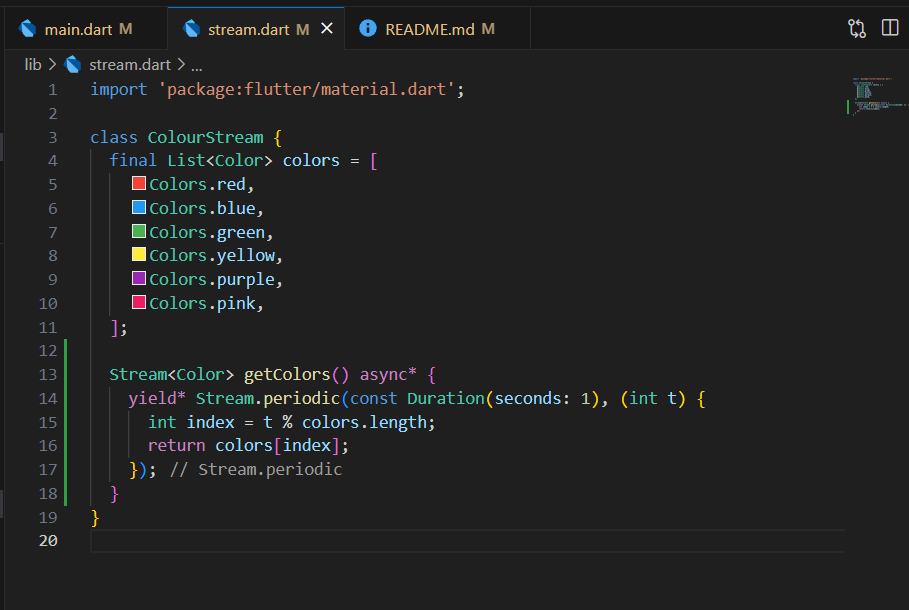 main.dart M
stream.dart M
README.md M
lib > stream.dart > ...
1 import 'package:flutter/material.dart';
2
3 class ColourStream {
4 final List<Color> colors = [
5 Colors.red,
6 Colors.blue,
7 Colors.green,
8 Colors.yellow,
9 Colors.purple,
10 Colors.pink,
11 ];
12
13 Stream<Color> getColors() async* {
14 yield* Stream.periodic(const Duration(seconds: 1), (int t) {
15 int index = t % colors.length;
16 return colors[index];
17 }); // Stream.periodic
18 }
19 }
20